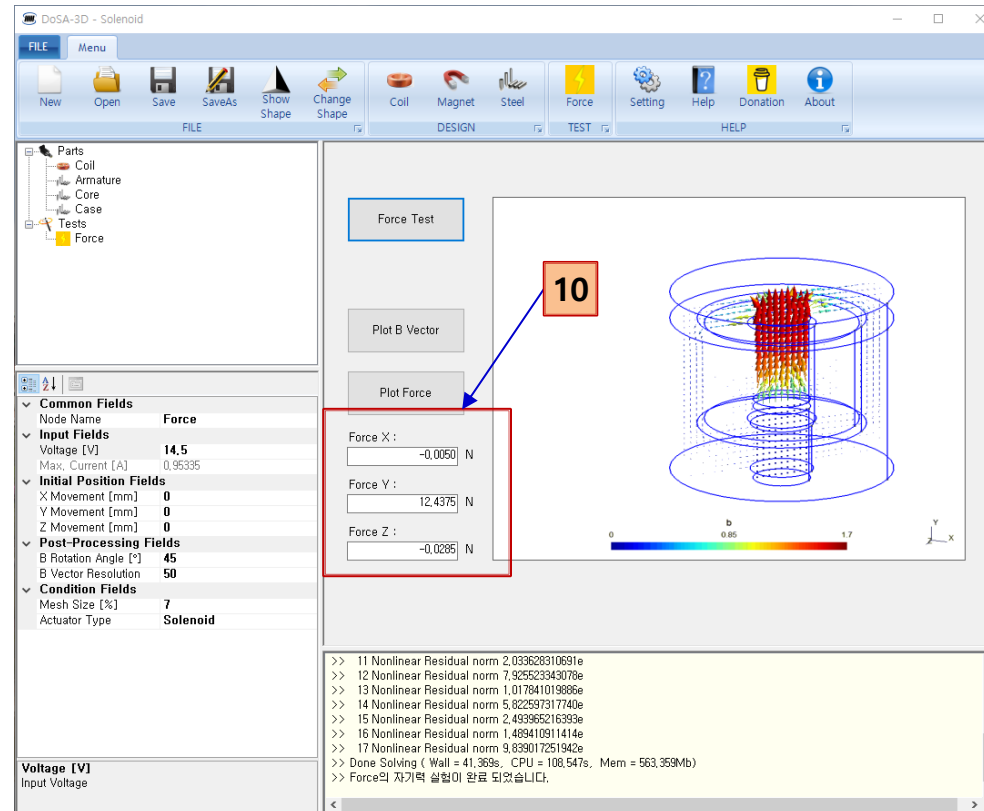 DoSA-3D - Solenoid
FILE Menu
New Open Save SaveAs Show Shape Change Shape Coil Magnet Steel Force Setting Help Donation About
FILE DESIGN TEST HELP
Parts
Coil
Armature
Core
Case
Tests
Force
Common Fields
Node Name Force
Input Fields
Voltage [V] 14,5
Max, Current [A] 0,95335
Initial Position Fields
X Movement [mm] 0
Y Movement [mm] 0
Z Movement [mm] 0
Post-Processing Fields
B Rotation Angle [°] 45
B Vector Resolution 50
Condition Fields
Mesh Size [%] 7
Actuator Type Solenoid
Voltage [V]
Input Voltage
Force Test
Plot B Vector
Plot Force
Force X :
-0,0050 N
Force Y :
12,4375 N
Force Z :
-0,0285 N
10
b
0 0.85 1.7
Y
Z X
>> 11 Nonlinear Residual norm 2,033628310691e
>> 12 Nonlinear Residual norm 7,925523343078e
>> 13 Nonlinear Residual norm 1,017841019886e
>> 14 Nonlinear Residual norm 5,822597317740e
>> 15 Nonlinear Residual norm 2,493965216393e
>> 16 Nonlinear Residual norm 1,489410911414e
>> 17 Nonlinear Residual norm 9,839017251942e
>> Done Solving ( Wall = 41,369s, CPU = 108,547s, Mem = 563,359Mb)
>> Force의 자기력 실험이 완료 되었습니다.